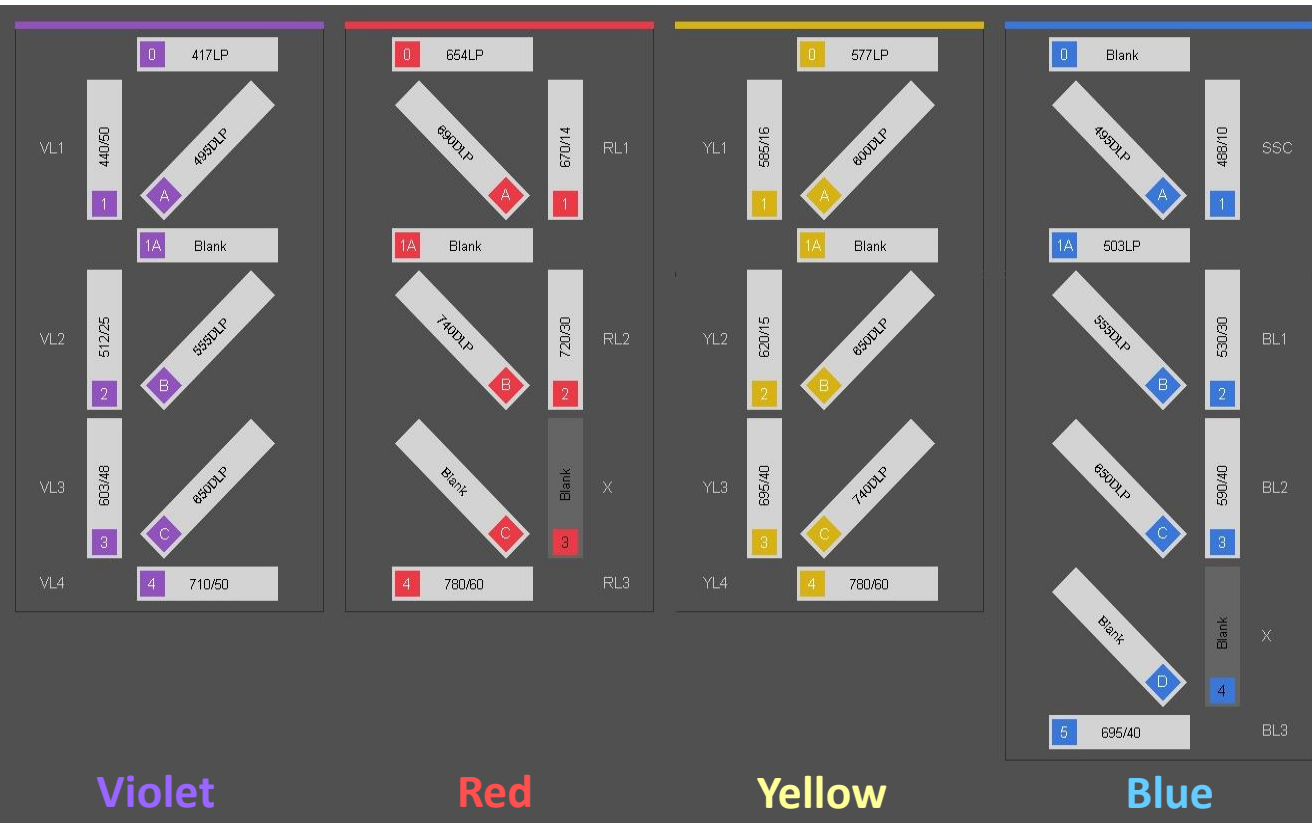 0 417LP
VL1 440/50 1
495DLP A
1A Blank
VL2 512/25 2
555DLP B
VL3 603/48 3
650DLP C
VL4 4 710/50
Violet
0 654LP
690DLP A
670/14 1 RL1
1A Blank
740DLP B
720/30 2 RL2
Blank C
Blank 3 X
4 780/60 RL3
Red
0 577LP
YL1 585/16 1
600DLP A
1A Blank
YL2 620/15 2
650DLP B
YL3 695/40 3
740DLP C
YL4 4 780/60
Yellow
0 Blank
495DLP A
488/10 1 SSC
1A 503LP
555DLP B
530/30 2 BL1
650DLP C
590/40 3 BL2
Blank D
Blank 4 X
5 695/40 BL3
Blue